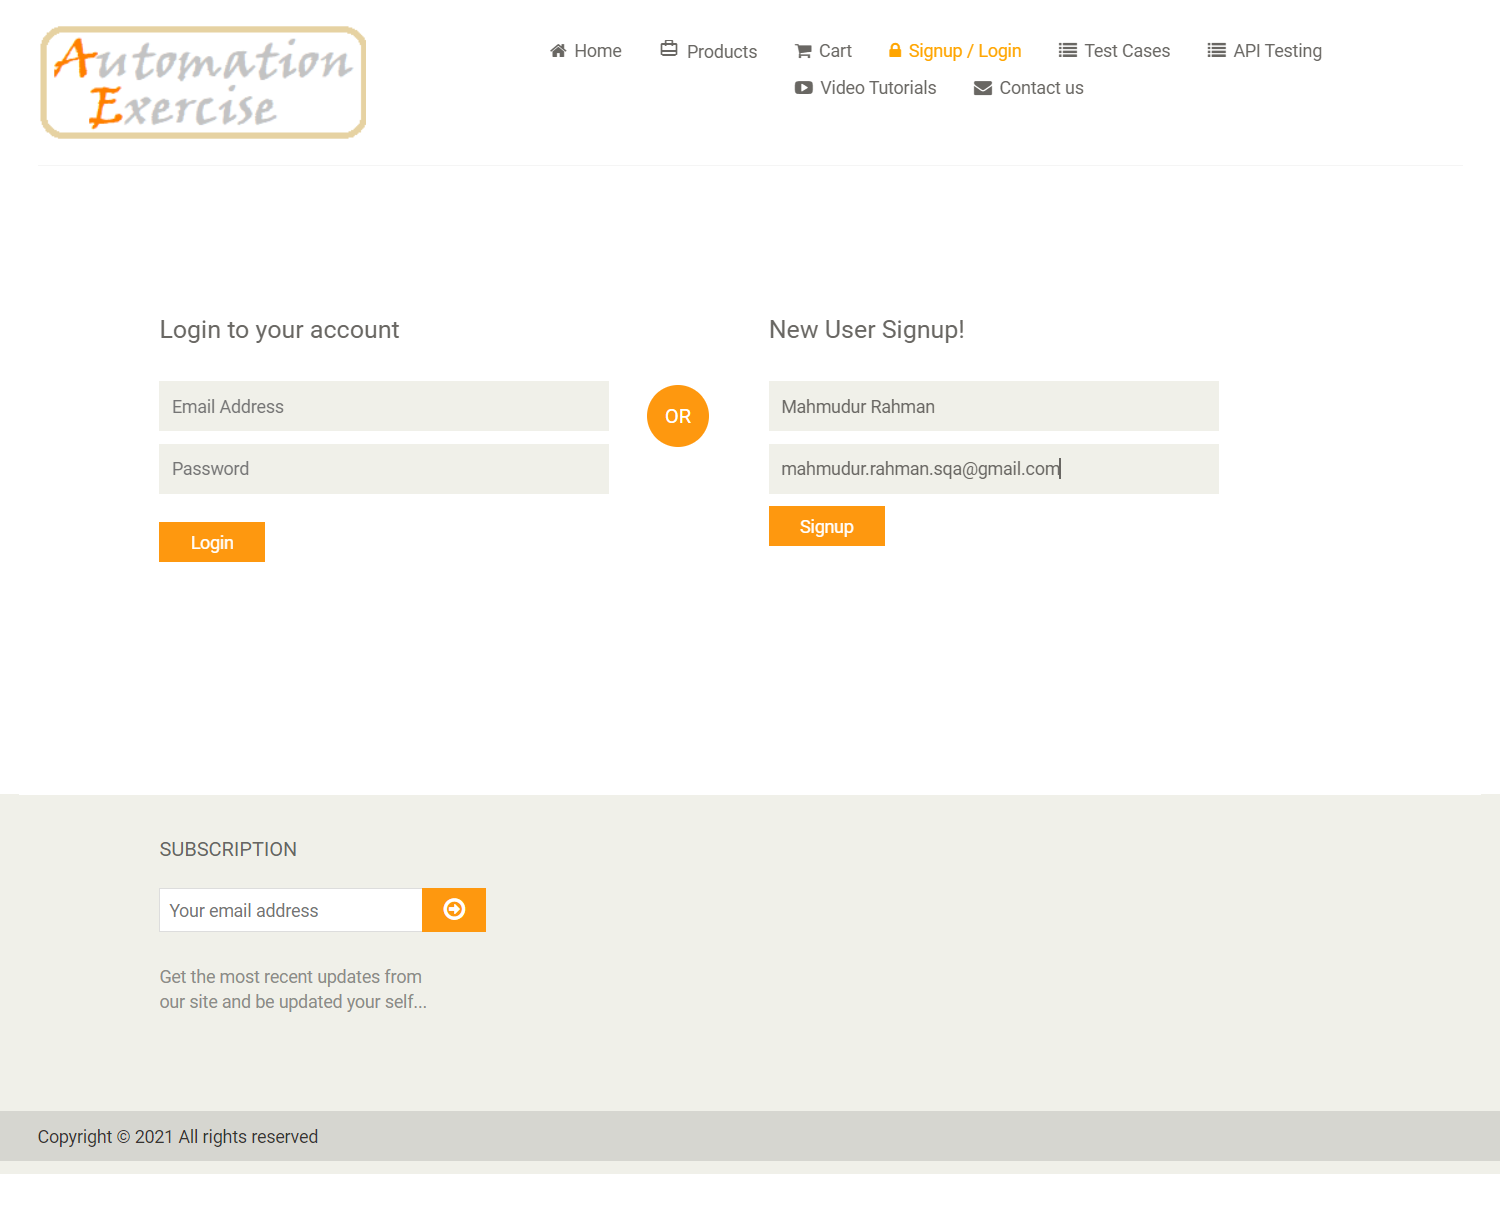 Automation
Exercise
Home
Products
Cart
Signup / Login
Test Cases
API Testing
Video Tutorials
Contact us
Login to your account
Email Address
Password
Login
OR
New User Signup!
Mahmudur Rahman
mahmudur.rahman.sqa@gmail.com
Signup
SUBSCRIPTION
Your email address
Get the most recent updates from
our site and be updated your self...
Copyright © 2021 All rights reserved